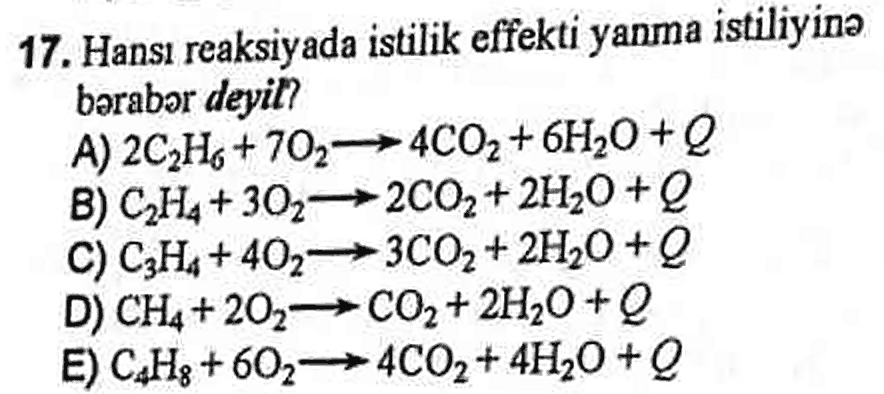 17. Hansı reaksiyada istilik effekti yanma istiliyinə
bərabər deyil?
A) 2C₂H₆ + 7O₂ → 4CO₂ + 6H₂O + Q
B) C₂H₄ + 3O₂ → 2CO₂ + 2H₂O + Q
C) C₃H₄ + 4O₂ → 3CO₂ + 2H₂O + Q
D) CH₄ + 2O₂ → CO₂ + 2H₂O + Q
E) C₄H₈ + 6O₂ → 4CO₂ + 4H₂O + Q